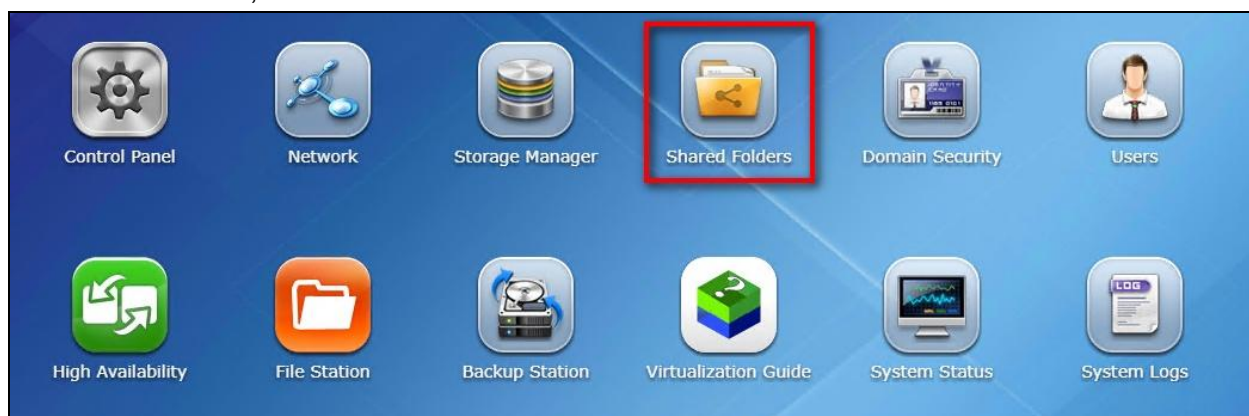 Control Panel
Network
Storage Manager
Shared Folders
Domain Security
Users
LOG
High Availability
File Station
Backup Station
Virtualization Guide
System Status
System Logs